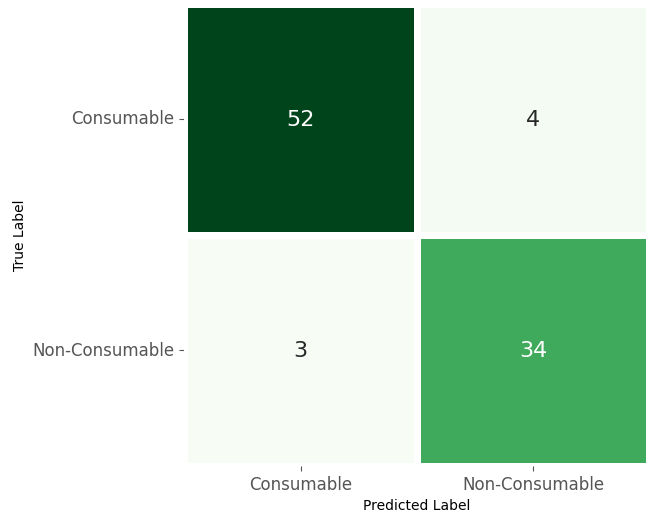 Consumable
52
4
True Label
Non-Consumable
3
34
Consumable
Non-Consumable
Predicted Label